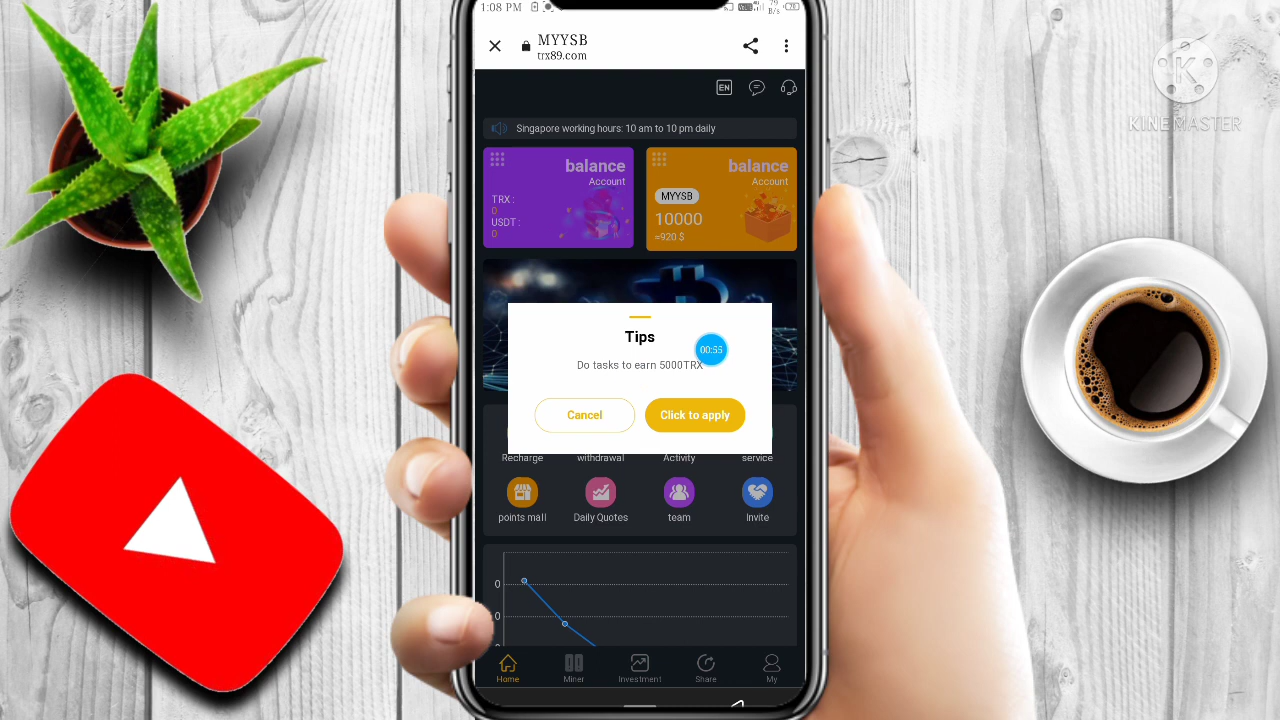 1:08 PM
MYYSB
trx89.com
EN
Singapore working hours: 10 am to 10 pm daily
balance
Account
TRX :
0
USDT :
0
balance
Account
MYYSB
10000
≈920 $
Tips
00:55
Do tasks to earn 5000TRX
Cancel
Click to apply
Recharge
withdrawal
Activity
service
points mall
Daily Quotes
team
Invite
0
0
Home
Miner
Investment
Share
My
K
KINEMASTER